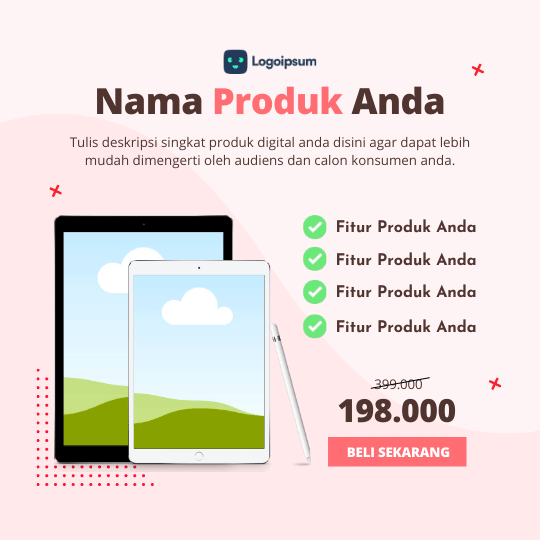 Logoipsum
Nama Produk Anda
Tulis deskripsi singkat produk digital anda disini agar dapat lebih
mudah dimengerti oleh audiens dan calon konsumen anda.
Fitur Produk Anda
Fitur Produk Anda
Fitur Produk Anda
Fitur Produk Anda
399.000
198.000
BELI SEKARANG